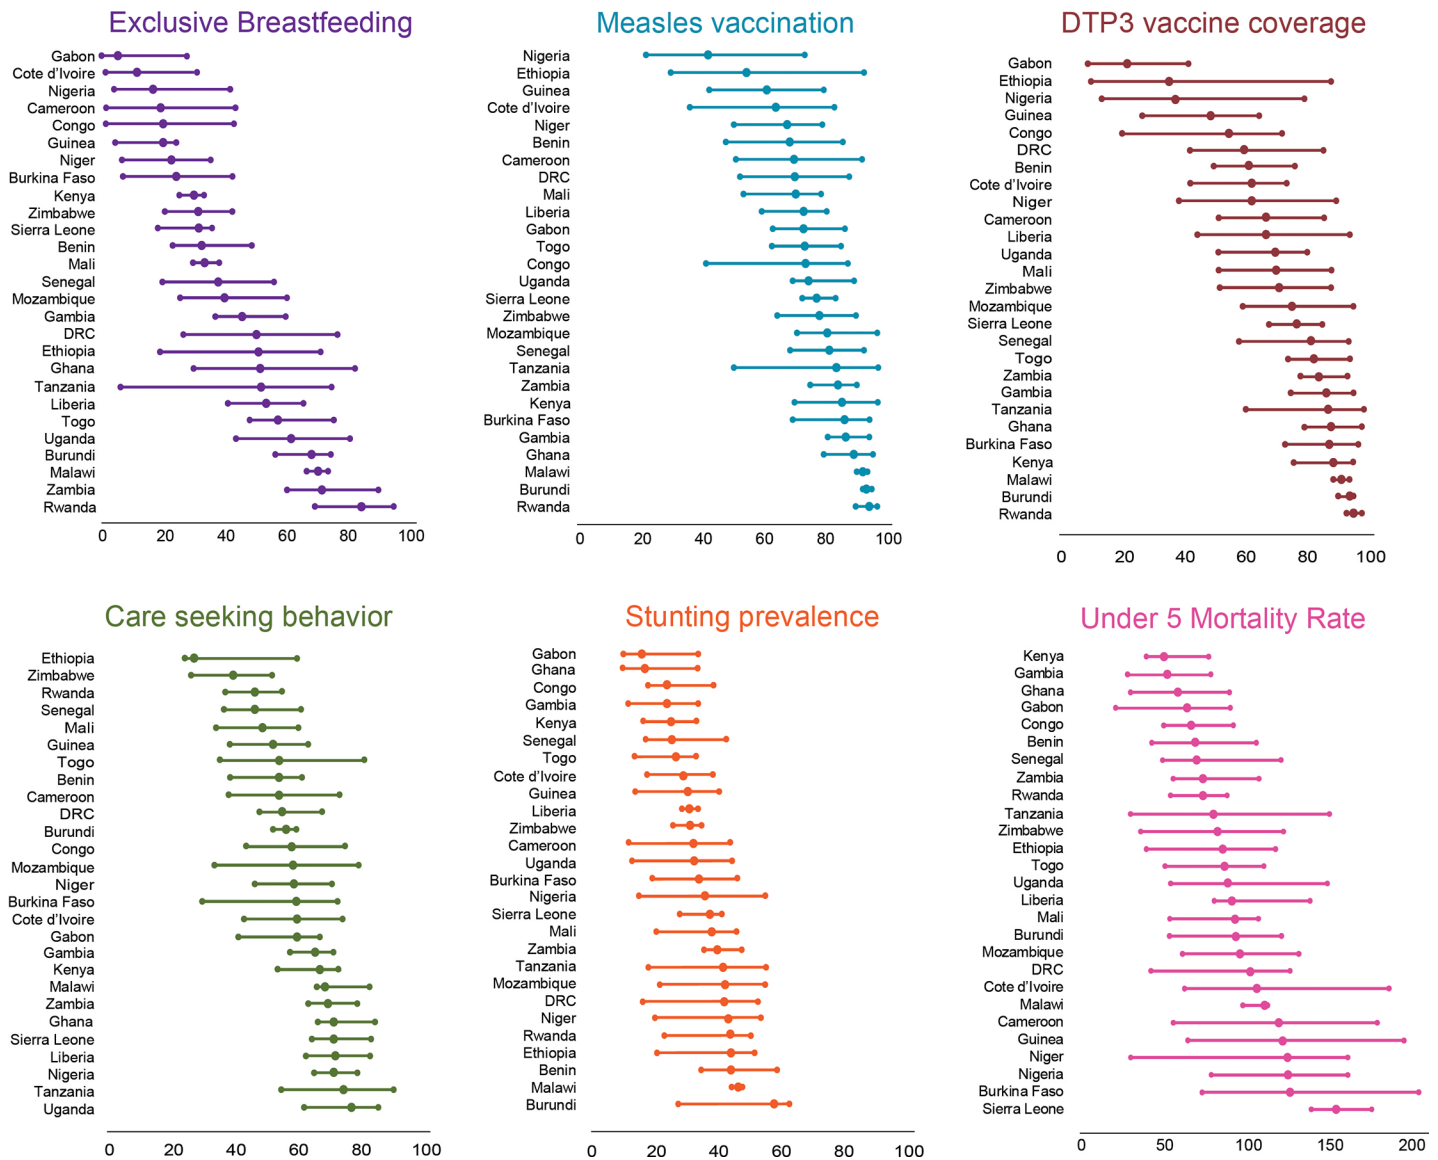 Exclusive Breastfeeding
Gabon
Cote d'Ivoire
Nigeria
Cameroon
Congo
Guinea
Niger
Burkina Faso
Kenya
Zimbabwe
Sierra Leone
Benin
Mali
Senegal
Mozambique
Gambia
DRC
Ethiopia
Ghana
Tanzania
Liberia
Togo
Uganda
Burundi
Malawi
Zambia
Rwanda
0 20 40 60 80 100
Measles vaccination
Nigeria
Ethiopia
Guinea
Cote d'Ivoire
Niger
Benin
Cameroon
DRC
Mali
Liberia
Gabon
Togo
Congo
Uganda
Sierra Leone
Zimbabwe
Mozambique
Senegal
Tanzania
Zambia
Kenya
Burkina Faso
Gambia
Ghana
Malawi
Burundi
Rwanda
0 20 40 60 80 100
DTP3 vaccine coverage
Gabon
Ethiopia
Nigeria
Guinea
Congo
DRC
Benin
Cote d'Ivoire
Niger
Cameroon
Liberia
Uganda
Mali
Zimbabwe
Mozambique
Sierra Leone
Senegal
Togo
Zambia
Gambia
Tanzania
Ghana
Burkina Faso
Kenya
Malawi
Burundi
Rwanda
0 20 40 60 80 100
Care seeking behavior
Ethiopia
Zimbabwe
Rwanda
Senegal
Mali
Guinea
Togo
Benin
Cameroon
DRC
Burundi
Congo
Mozambique
Niger
Burkina Faso
Cote d'Ivoire
Gabon
Gambia
Kenya
Malawi
Zambia
Ghana
Sierra Leone
Liberia
Nigeria
Tanzania
Uganda
0 20 40 60 80 100
Stunting prevalence
Gabon
Ghana
Congo
Gambia
Kenya
Senegal
Togo
Cote d'Ivoire
Guinea
Liberia
Zimbabwe
Cameroon
Uganda
Burkina Faso
Nigeria
Sierra Leone
Mali
Zambia
Tanzania
Mozambique
DRC
Niger
Rwanda
Ethiopia
Benin
Malawi
Burundi
0 20 40 60 80 100
Under 5 Mortality Rate
Kenya
Gambia
Ghana
Gabon
Congo
Benin
Senegal
Zambia
Rwanda
Tanzania
Zimbabwe
Ethiopia
Togo
Uganda
Liberia
Mali
Burundi
Mozambique
DRC
Cote d'Ivoire
Malawi
Cameroon
Guinea
Niger
Nigeria
Burkina Faso
Sierra Leone
0 50 100 150 200